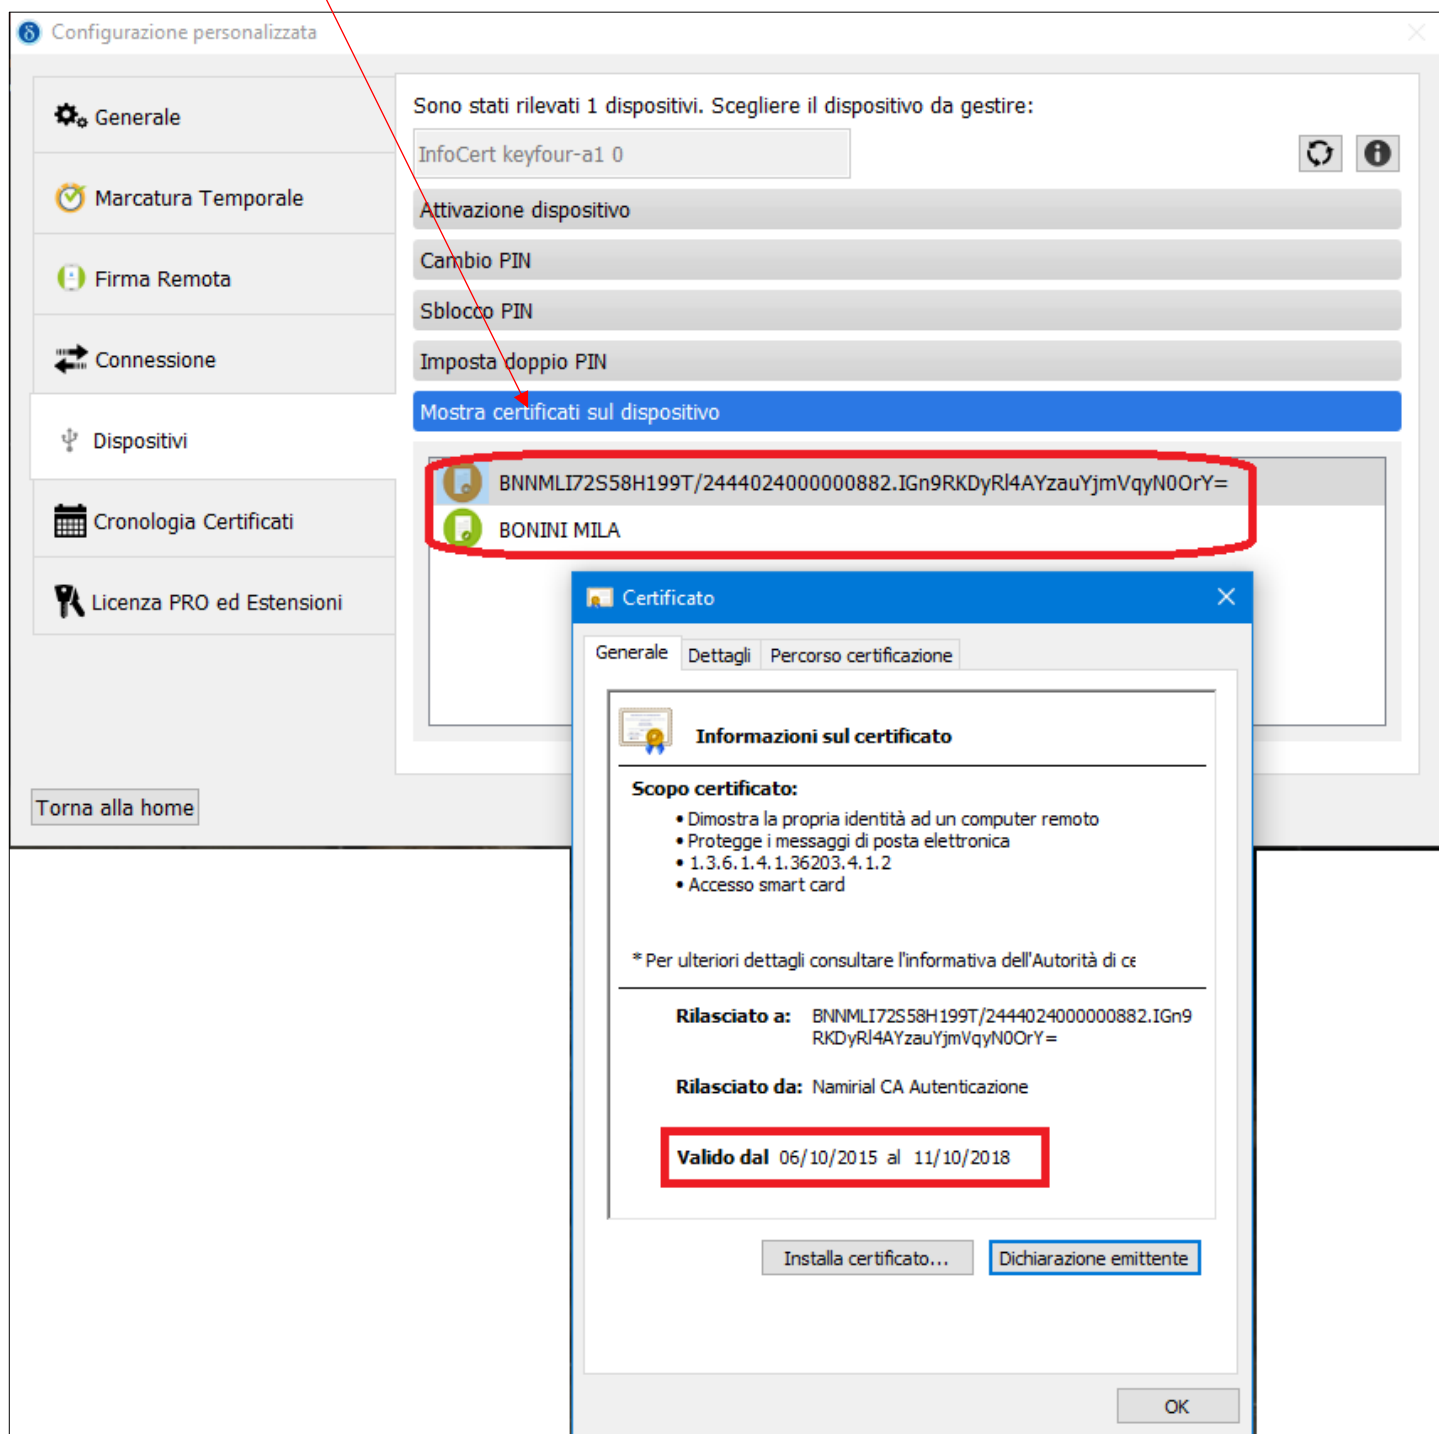 Configurazione personalizzata
Generale
Marcatura Temporale
Firma Remota
Connessione
Dispositivi
Cronologia Certificati
Licenza PRO ed Estensioni
Torna alla home
Sono stati rilevati 1 dispositivi. Scegliere il dispositivo da gestire:
InfoCert keyfour-a1 0
Attivazione dispositivo
Cambio PIN
Sblocco PIN
Imposta doppio PIN
Mostra certificati sul dispositivo
BNNMLI72S58H199T/2444024000000882.IGn9RKDyRl4AYzauYjmVqyN0OrY=
BONINI MILA
Certificato
Generale Dettagli Percorso certificazione
Informazioni sul certificato
Scopo certificato:
• Dimostra la propria identità ad un computer remoto
• Protegge i messaggi di posta elettronica
• 1.3.6.1.4.1.36203.4.1.2
• Accesso smart card
* Per ulteriori dettagli consultare l'informativa dell'Autorità di ce
Rilasciato a: BNNMLI72S58H199T/2444024000000882.IGn9
RKDyRl4AYzauYjmVqyN0OrY=
Rilasciato da: Namirial CA Autenticazione
Valido dal 06/10/2015 al 11/10/2018
Installa certificato... Dichiarazione emittente
OK